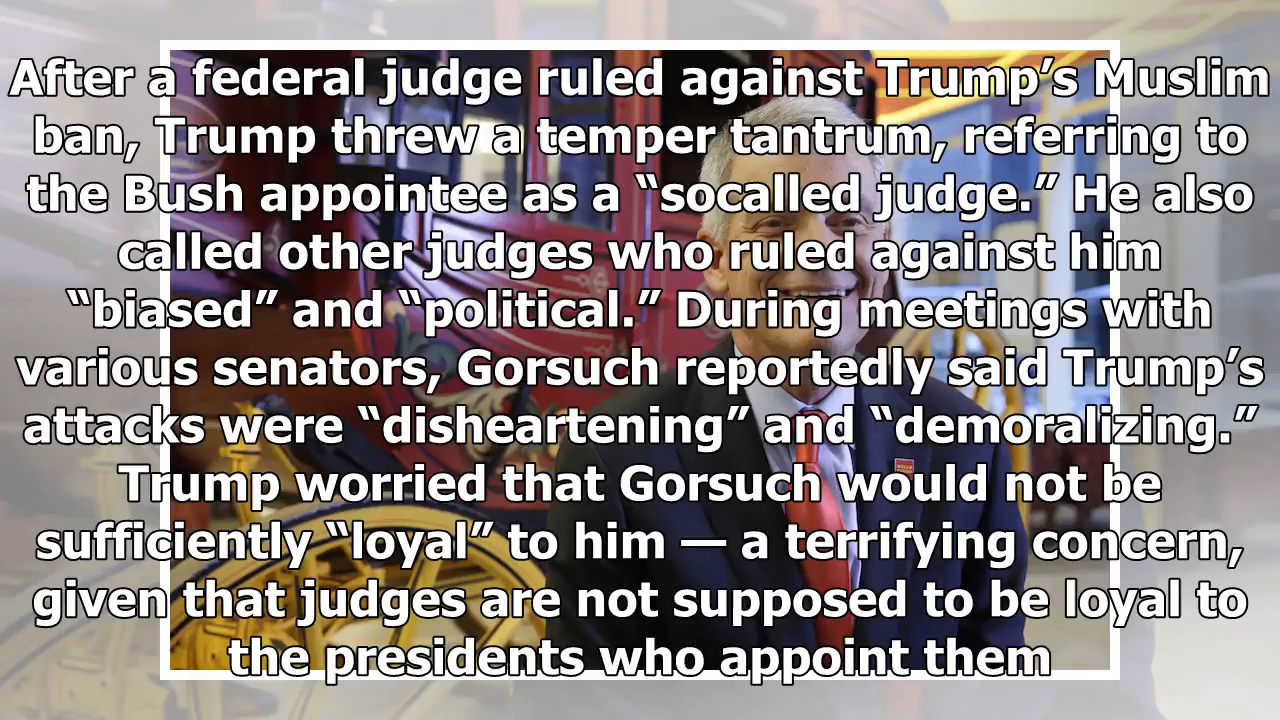 After a federal judge ruled against Trump’s Muslim
ban, Trump threw a temper tantrum, referring to
the Bush appointee as a “socalled judge.” He also
called other judges who ruled against him
“biased” and “political.” During meetings with
various senators, Gorsuch reportedly said Trump’s
attacks were “disheartening” and “demoralizing.”
Trump worried that Gorsuch would not be
sufficiently “loyal” to him — a terrifying concern,
given that judges are not supposed to be loyal to
the presidents who appoint them